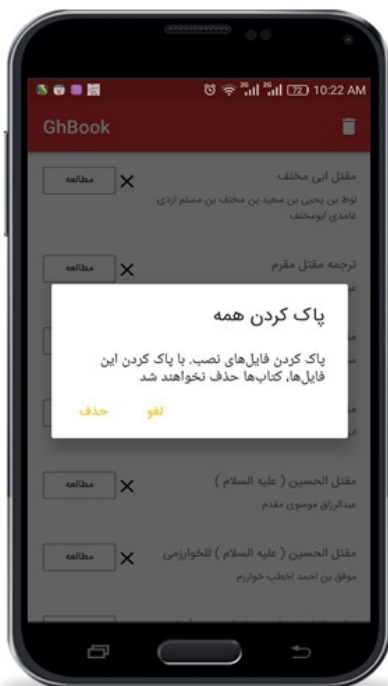 72 10:22 AM
GhBook
مقتل ابی مخنف
مطالعه
لوط بن یحیی بن سعید بن مخنف بن مسلم ازدی
غامدی ابومخنف
ترجمه مقتل مقرم
مطالعه
پاک کردن همه
پاک کردن فایل‌های نصب. با پاک کردن این
فایل‌ها، کتاب‌ها حذف نخواهند شد
لغو
حذف
مقتل الحسین ( علیه السلام )
مطالعه
عبدالرزاق موسوی مقدم
مقتل الحسین ( علیه السلام ) للخوارزمی
مطالعه
موفق بن احمد اخطب خوارزم